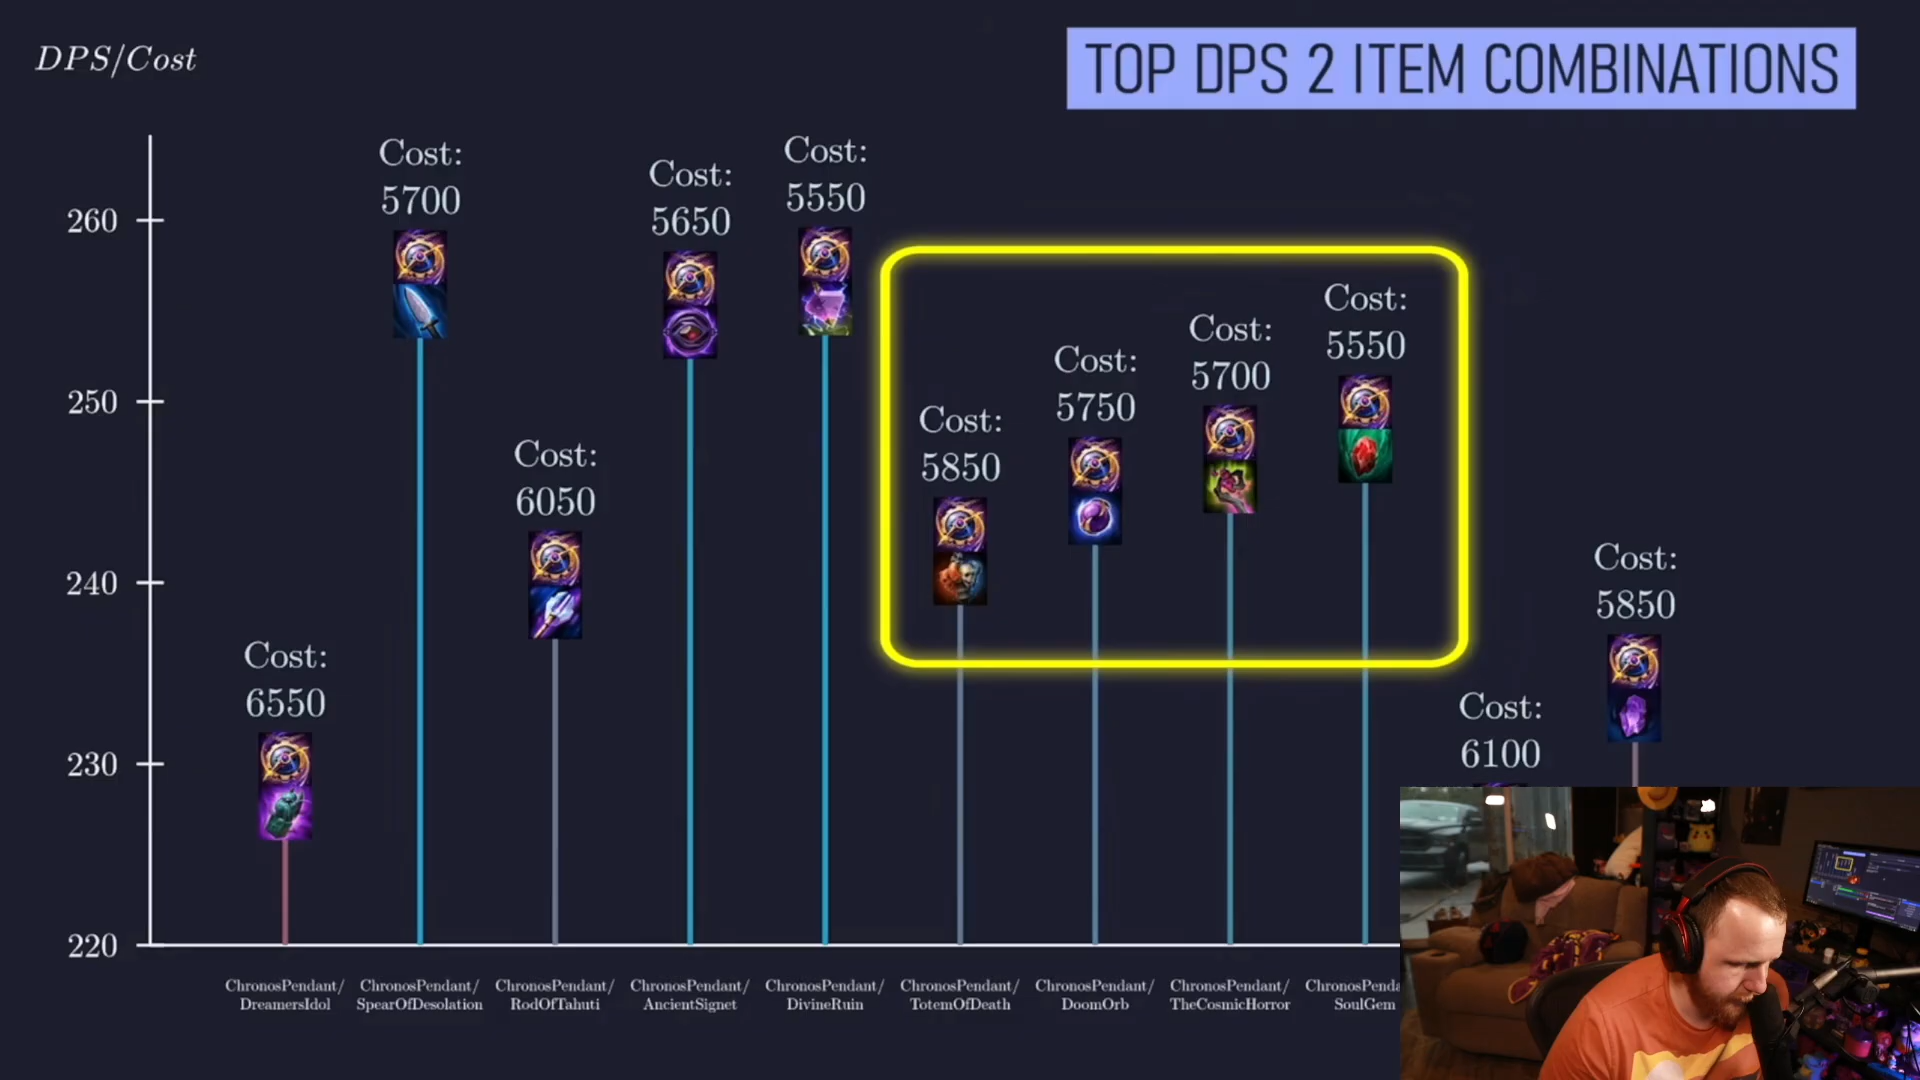 DPS/Cost
TOP DPS 2 ITEM COMBINATIONS
260
250
240
230
220
Cost:
6550
Cost:
5700
Cost:
6050
Cost:
5650
Cost:
5550
Cost:
5850
Cost:
5750
Cost:
5700
Cost:
5550
Cost:
6100
Cost:
5850
ChronosPendant/
DreamersIdol
ChronosPendant/
SpearOfDesolation
ChronosPendant/
RodOfTahuti
ChronosPendant/
AncientSignet
ChronosPendant/
DivineRuin
ChronosPendant/
TotemOfDeath
ChronosPendant/
DoomOrb
ChronosPendant/
TheCosmicHorror
ChronosPenda
SoulGem